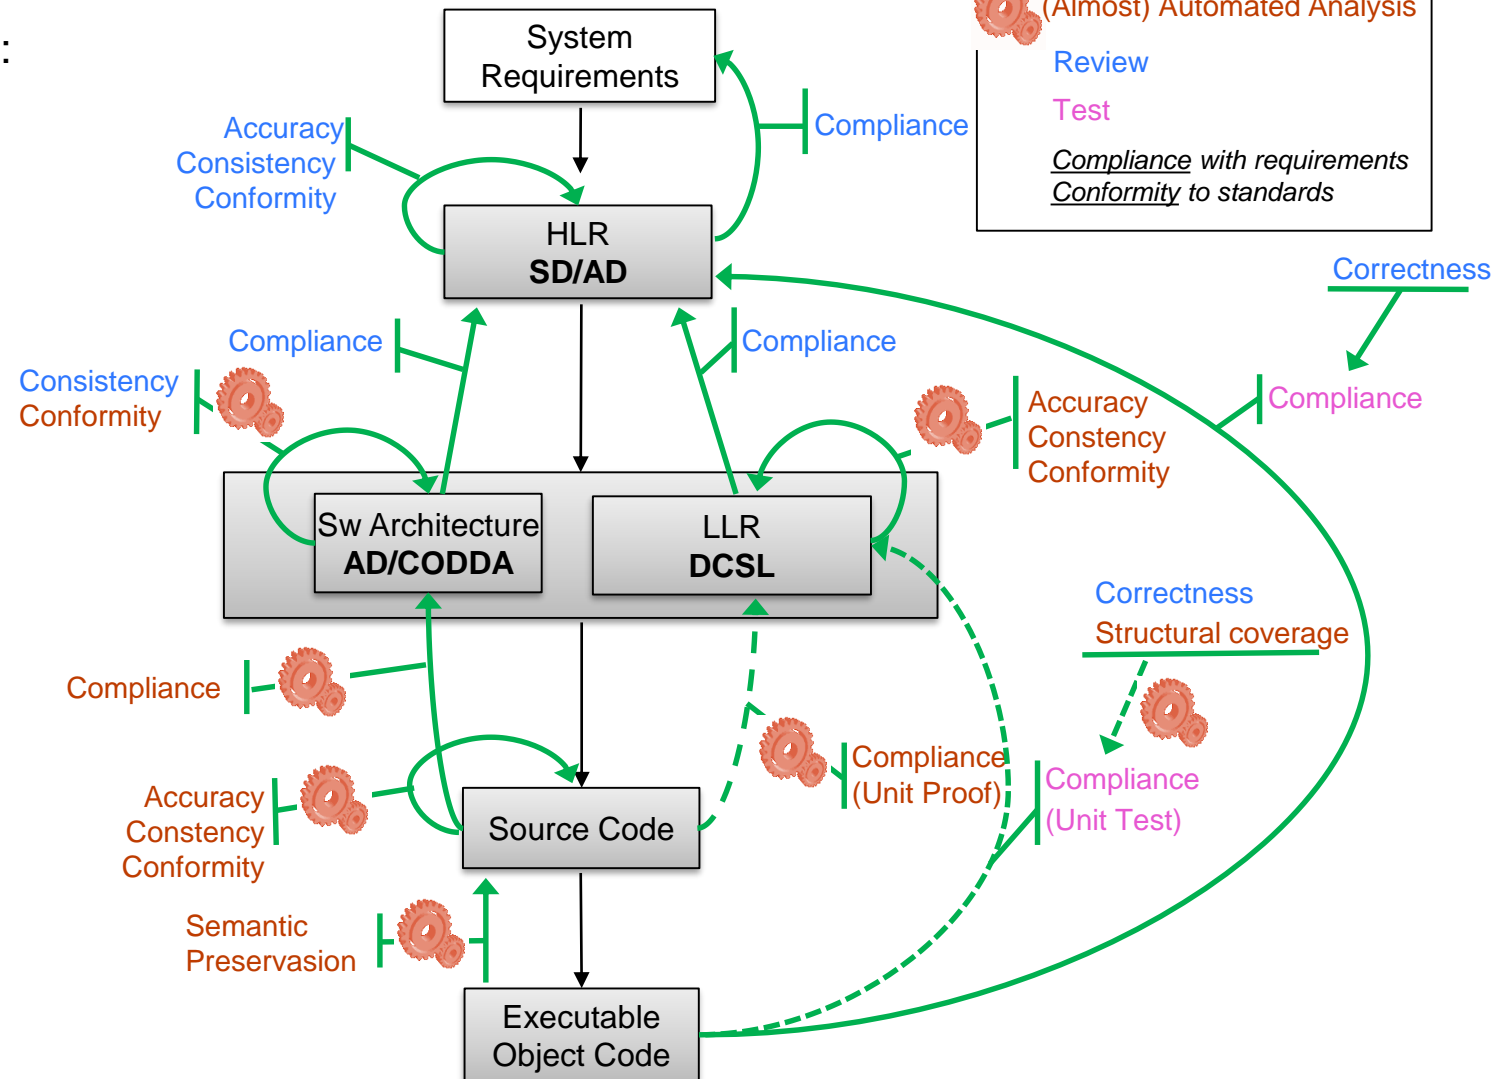 :
System
Requirements
(Almost) Automated Analysis
Review
Test
Compliance with requirements
Conformity to standards
Accuracy
Consistency
Conformity
Compliance
HLR
SD/AD
Correctness
Compliance
Compliance
Compliance
Consistency
Conformity
Accuracy
Constency
Conformity
Sw Architecture
AD/CODDA
LLR
DCSL
Correctness
Structural coverage
Compliance
Compliance
(Unit Proof)
Compliance
(Unit Test)
Accuracy
Constency
Conformity
Source Code
Semantic
Preservasion
Executable
Object Code